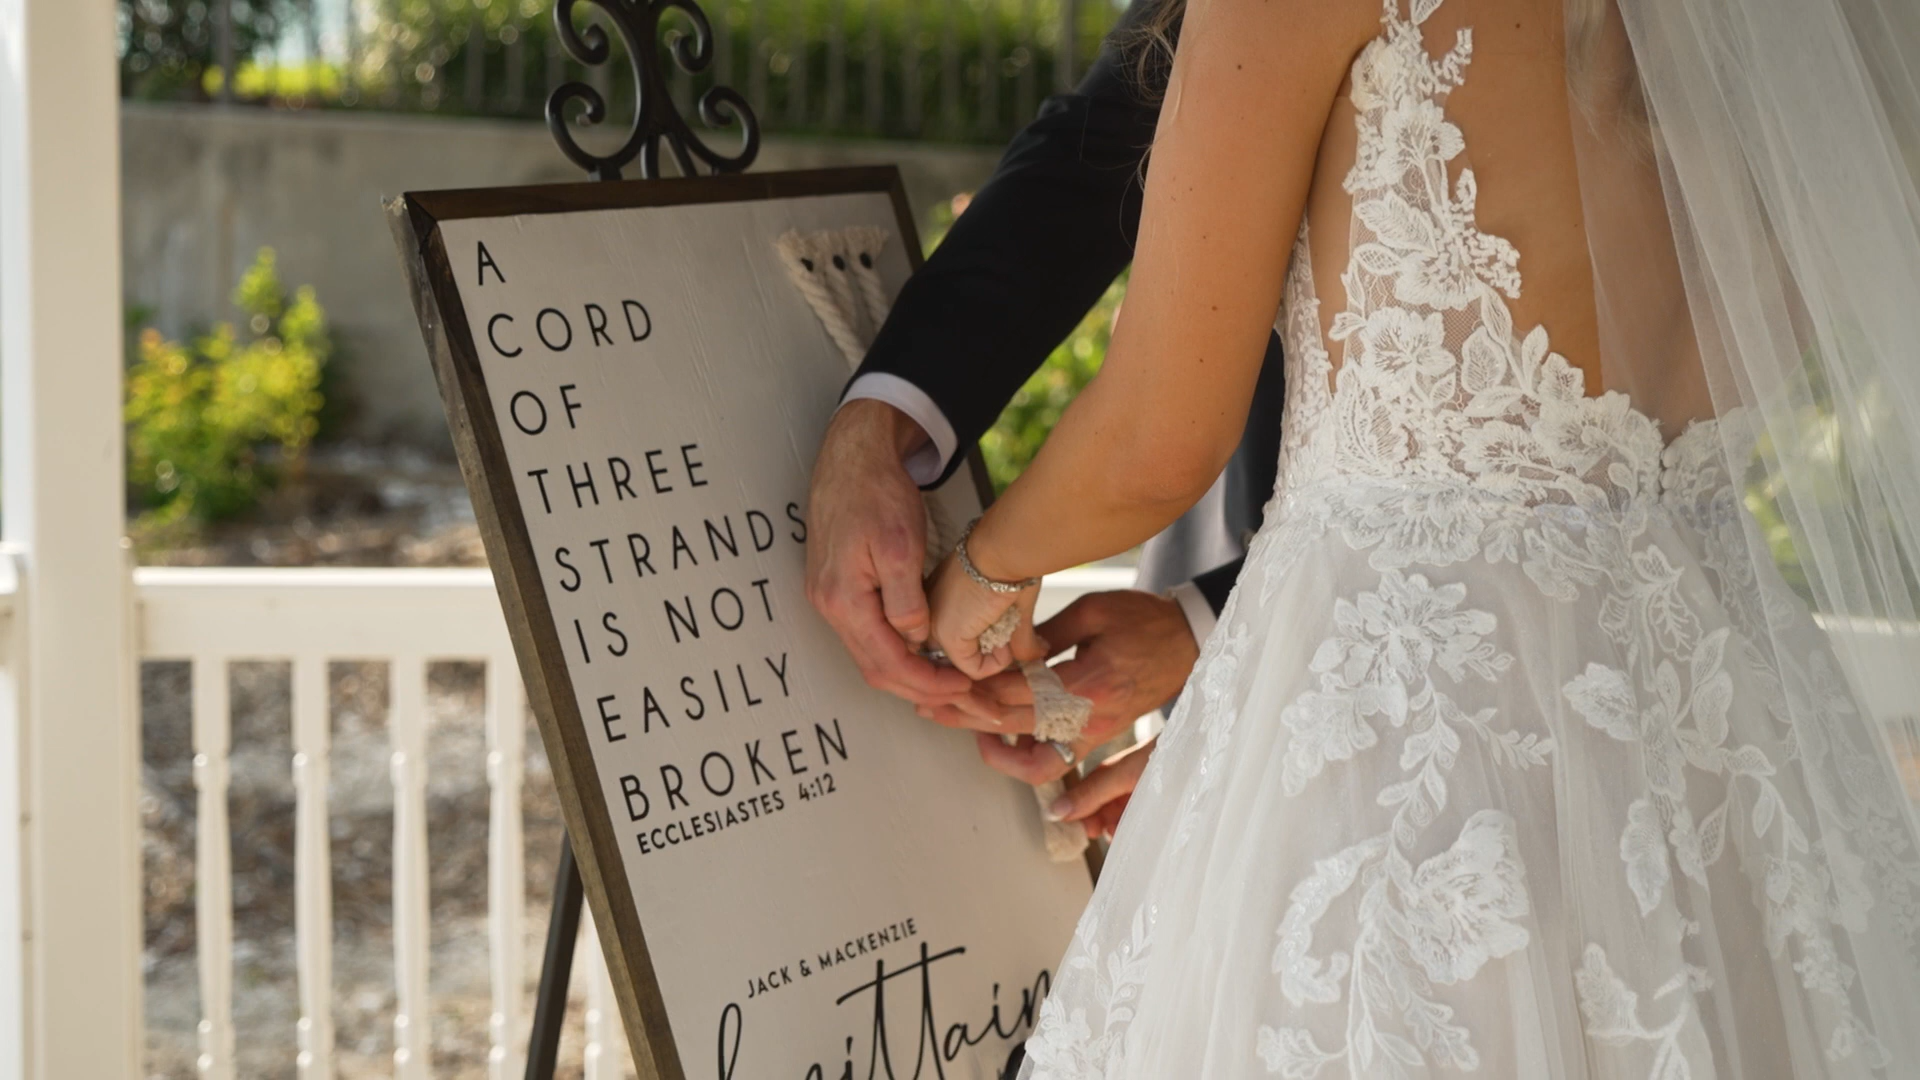 A
CORD
OF
THREE
STRANDS
IS NOT
EASILY
BROKEN
ECCLESIASTES 4:12
JACK & MACKENZIE